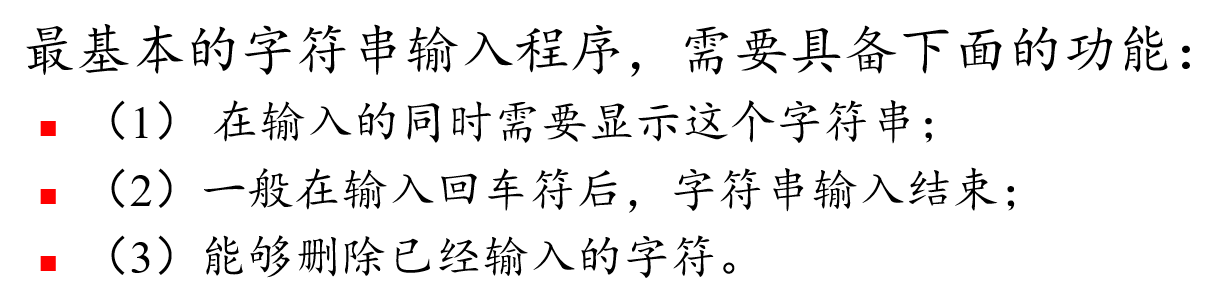 最基本的字符串输入程序，需要具备下面的功能：
（1） 在输入的同时需要显示这个字符串；
（2）一般在输入回车符后，字符串输入结束；
（3）能够删除已经输入的字符。